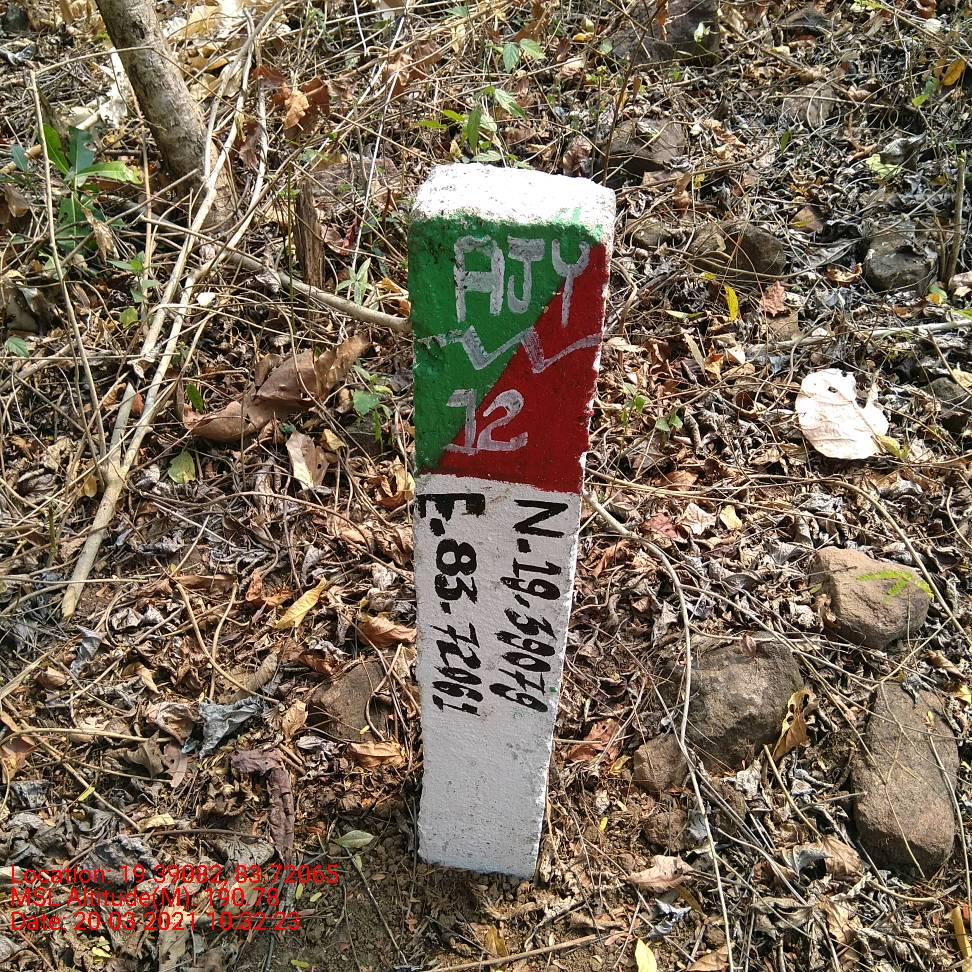 AJY
12
N-19.39079
E-83.72061
Location: 19.39082, 83.72065
MSL Altitude(M): 190.78
Date: 20-03-2021 10:32:23